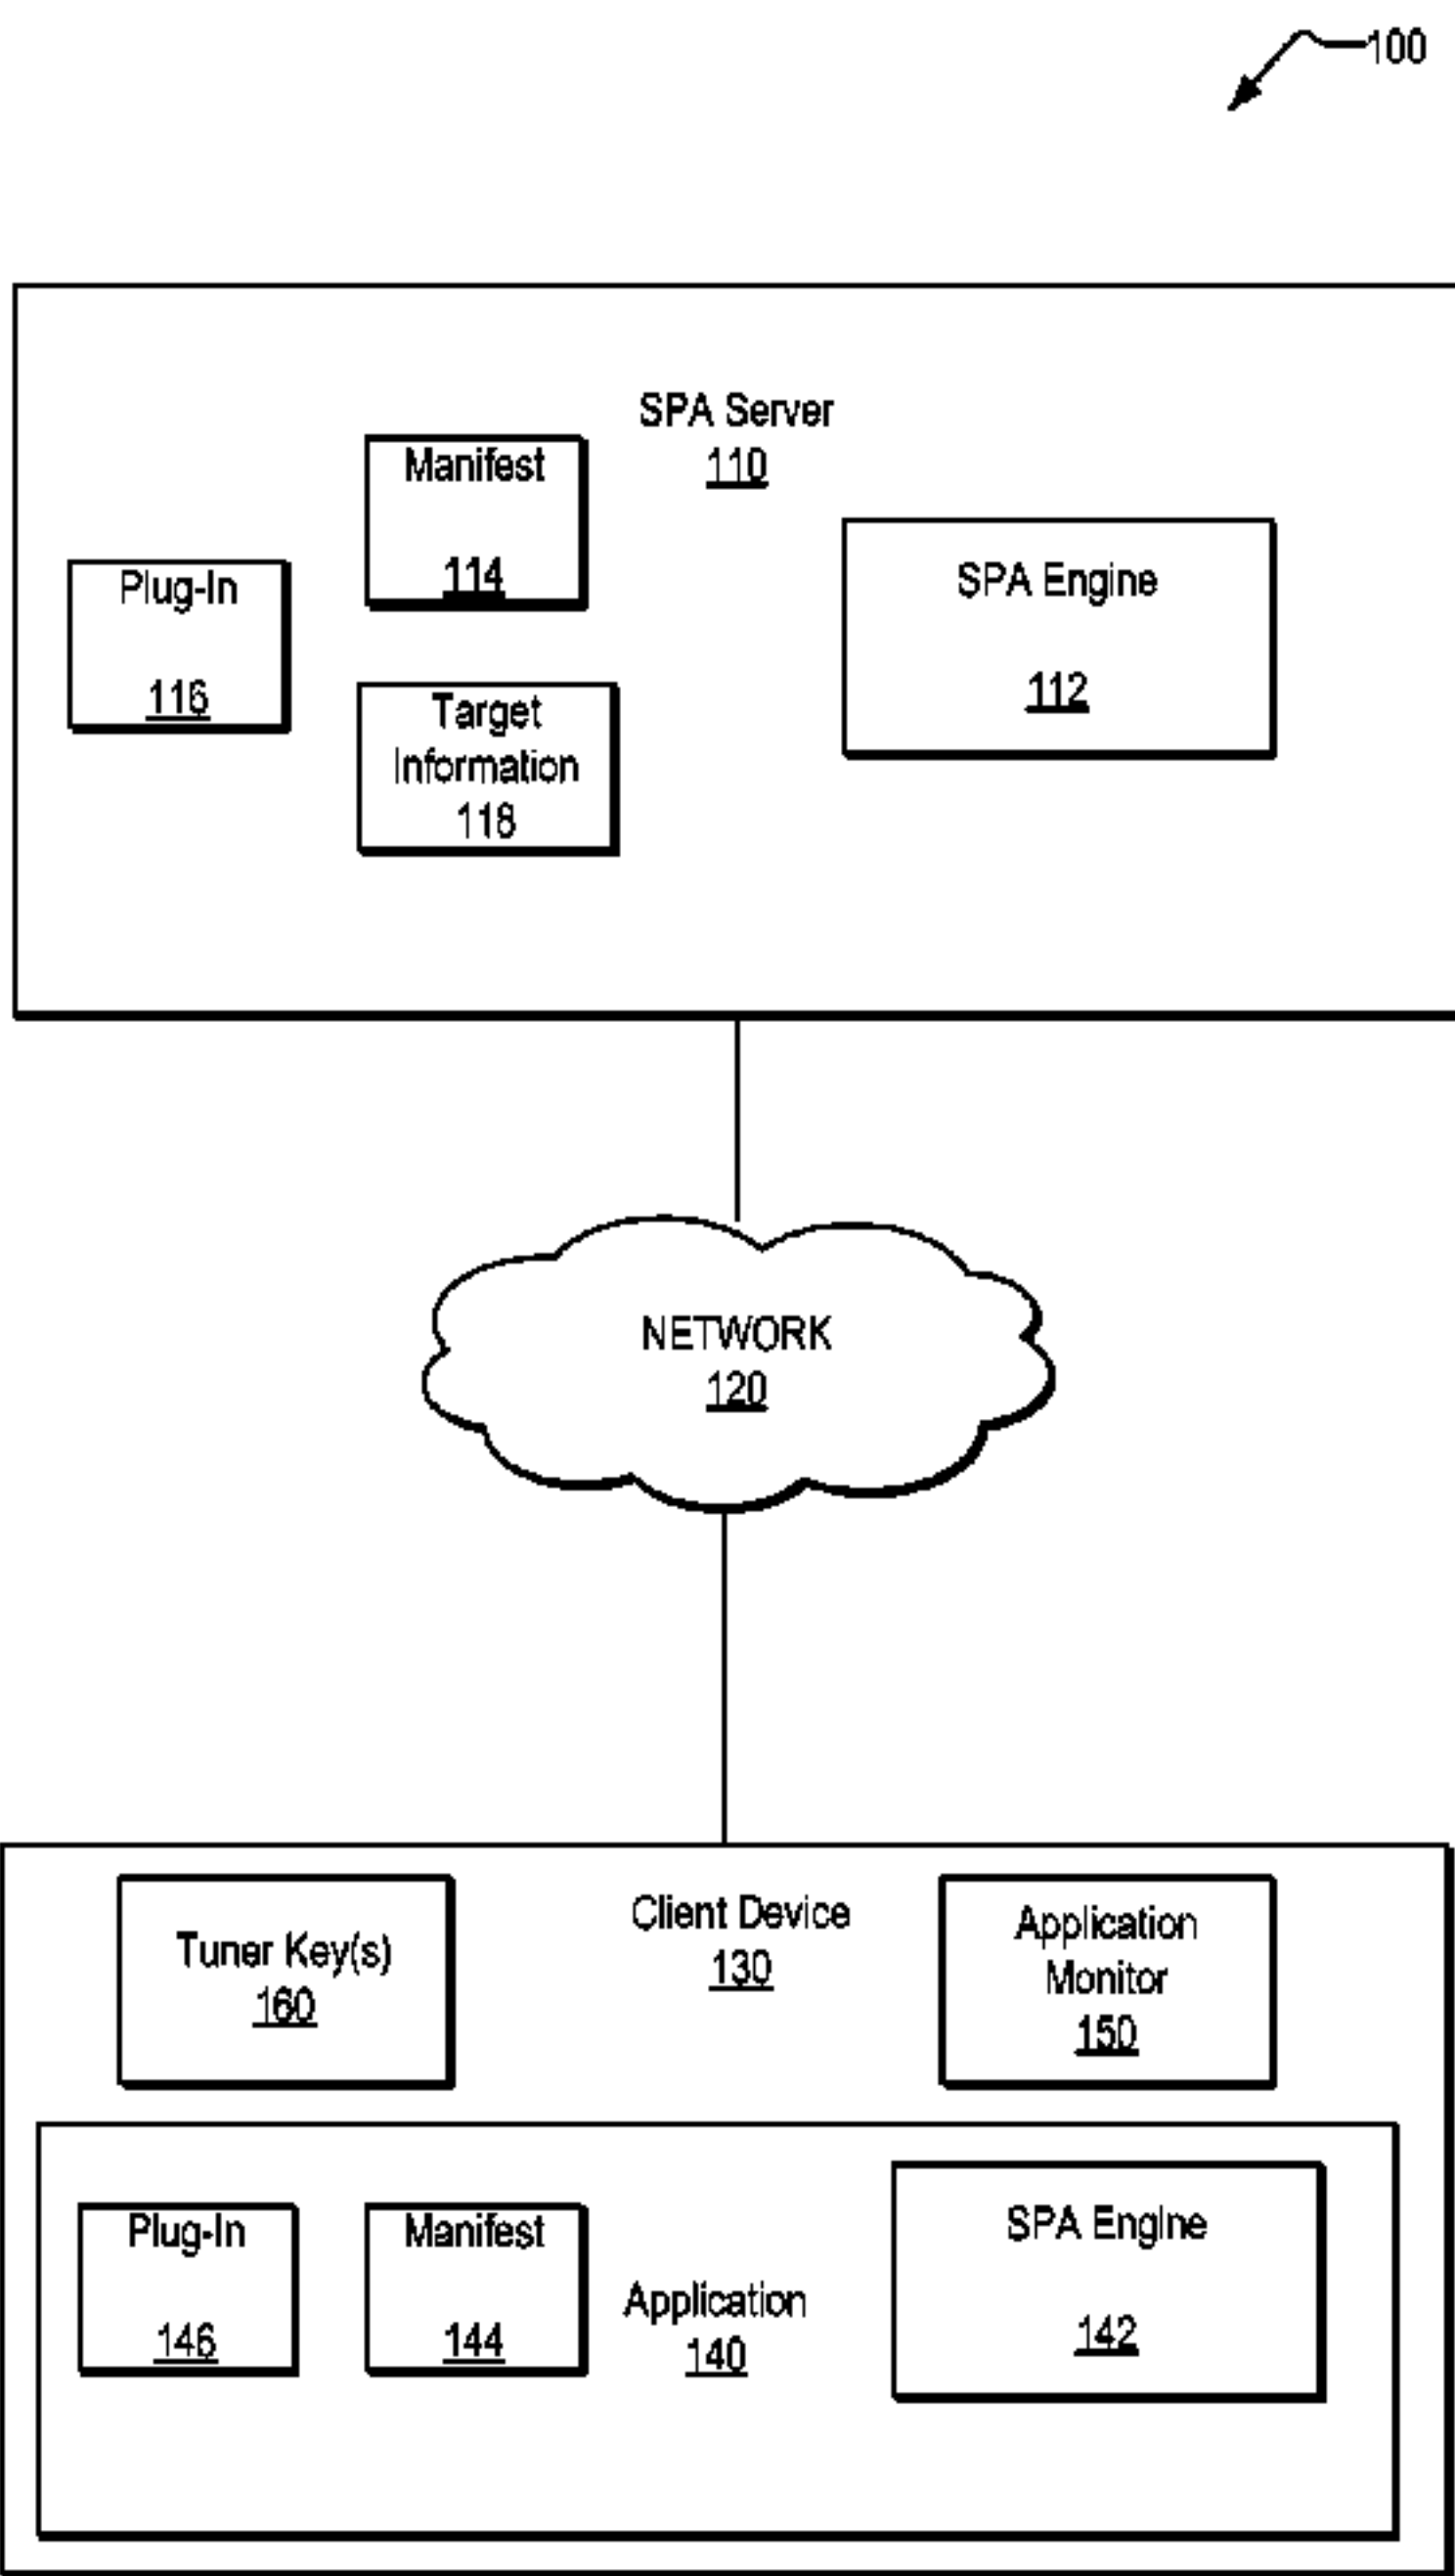 100
SPA Server
110
Manifest
114
SPA Engine
112
Plug-In
116
Target
Information
118
NETWORK
120
Tuner Key(s)
160
Client Device
130
Application
Monitor
150
Plug-In
146
Manifest
144
Application
140
SPA Engine
142